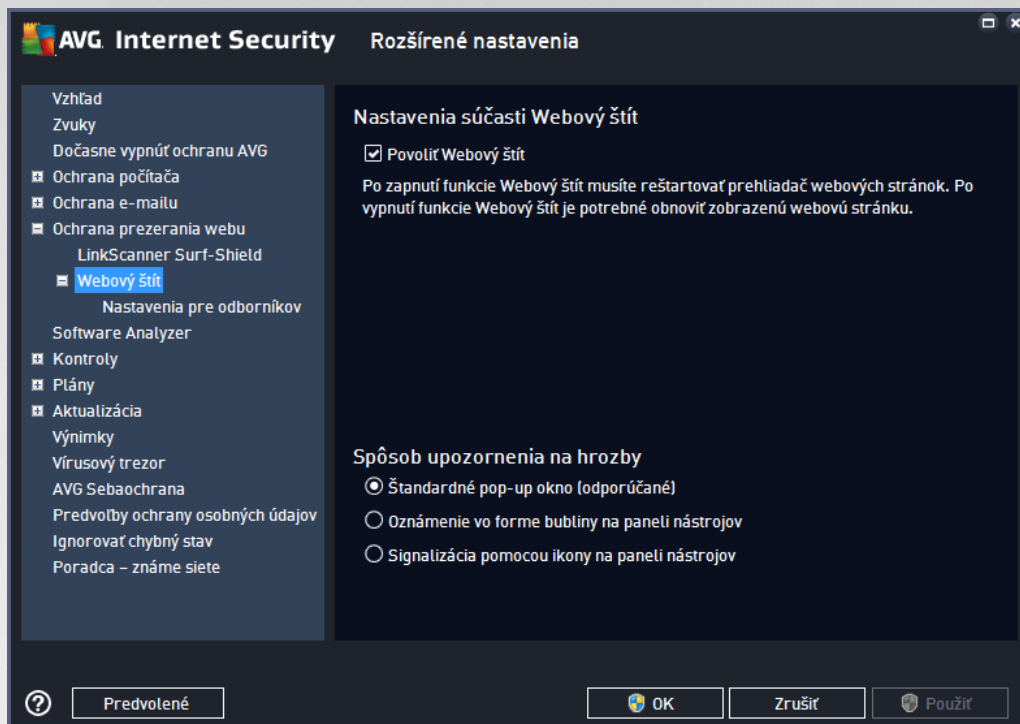 AVG. Internet Security
Rozšírené nastavenia
Vzhľad
Zvuky
Dočasne vypnúť ochranu AVG
Ochrana počítača
Ochrana e-mailu
Ochrana prezerania webu
LinkScanner Surf-Shield
Webový štít
Nastavenia pre odborníkov
Software Analyzer
Kontroly
Plány
Aktualizácia
Výnimky
Vírusový trezor
AVG Sebaochrana
Predvoľby ochrany osobných údajov
Ignorovať chybný stav
Poradca – známe siete
Nastavenia súčasti Webový štít
Povoliť Webový štít
Po zapnutí funkcie Webový štít musíte reštartovať prehliadač webových stránok. Po
vypnutí funkcie Webový štít je potrebné obnoviť zobrazenú webovú stránku.
Spôsob upozornenia na hrozby
Štandardné pop-up okno (odporúčané)
Oznámenie vo forme bubliny na paneli nástrojov
Signalizácia pomocou ikony na paneli nástrojov
Predvolené
OK
Zrušiť
Použiť